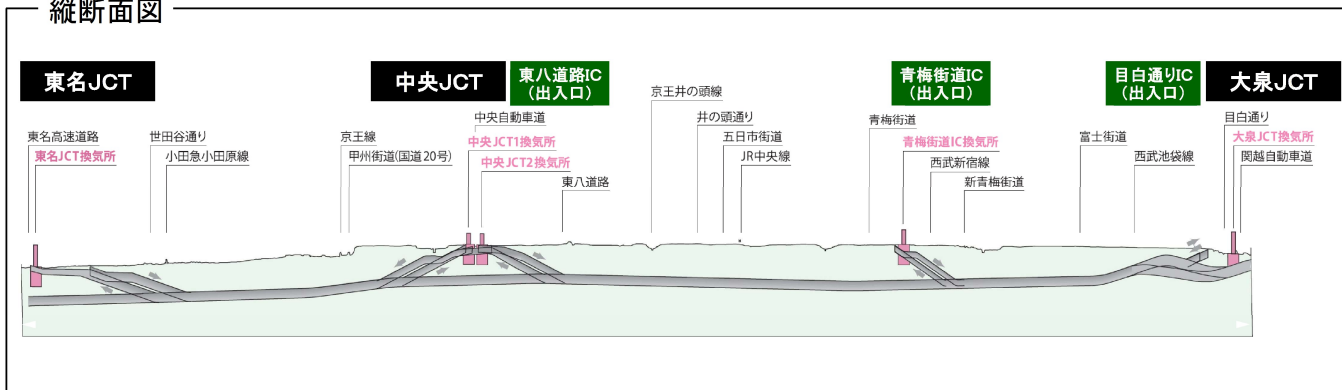 縦断面図
東名JCT
中央JCT
東八道路IC
(出入口)
青梅街道IC
(出入口)
目白通りIC
(出入口)
大泉JCT
東名高速道路
東名JCT換気所
世田谷通り
小田急小田原線
京王線
甲州街道(国道20号)
中央自動車道
中央JCT1換気所
中央JCT2換気所
東八道路
京王井の頭線
井の頭通り
五日市街道
JR中央線
青梅街道
青梅街道IC換気所
西武新宿線
新青梅街道
富士街道
西武池袋線
目白通り
大泉JCT換気所
関越自動車道